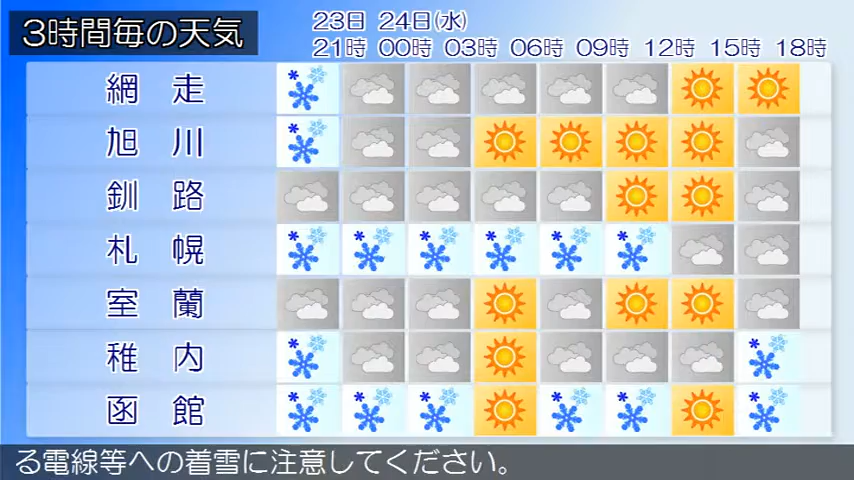 3時間毎の天気
23日 24日(水)
21時 00時 03時 06時 09時 12時 15時 18時
網 走
旭 川
釧 路
札 幌
室 蘭
稚 内
函 館
る電線等への着雪に注意してください。